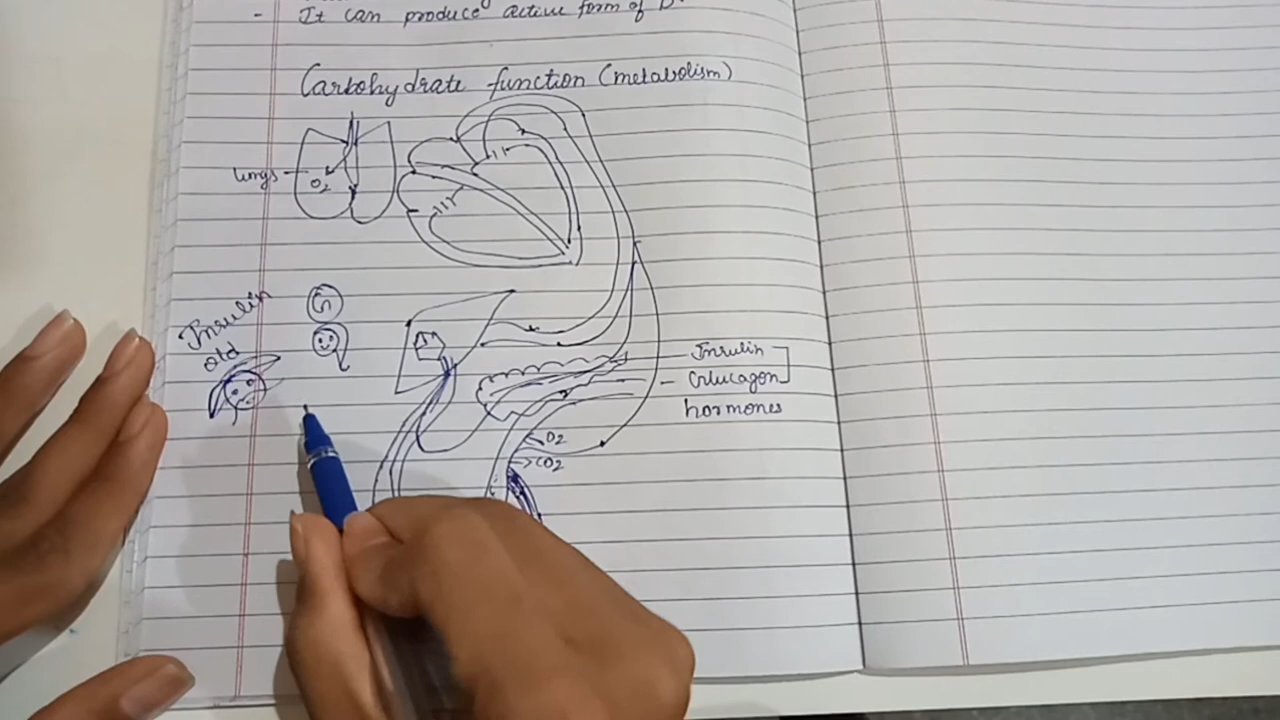 - It can produce active form of D
Carbohydrate function (metabolism)
lungs
O2
Insulin
old
G
Insulin
- Glucagon
hormones
O2
CO2